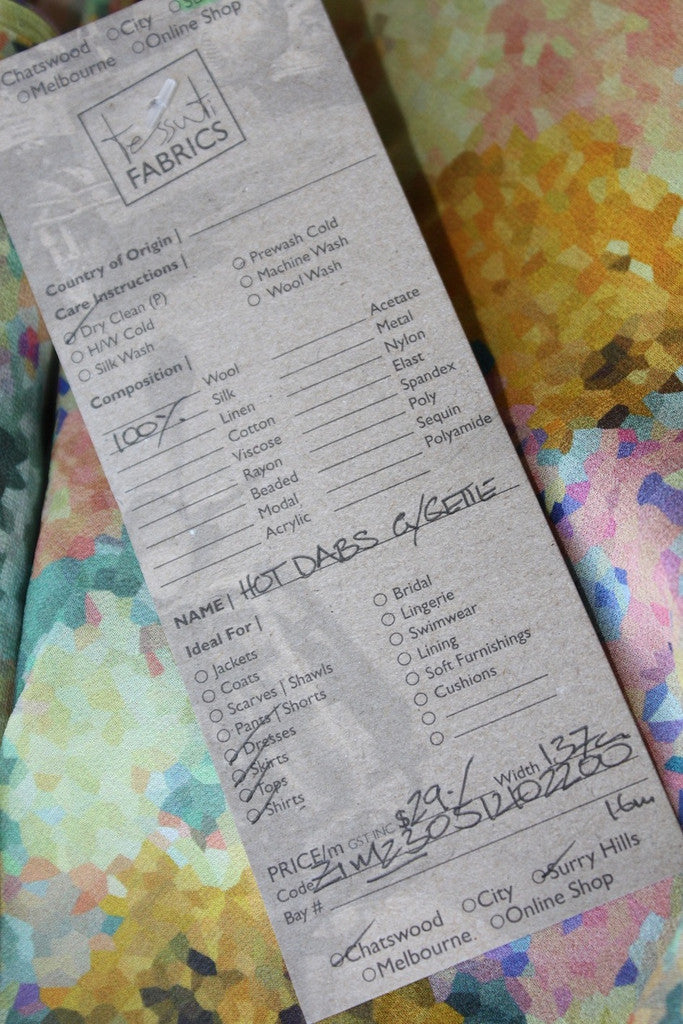 Chatswood ○City
○Melbourne ○Online Shop
tessuti
FABRICS
Country of Origin |
Care Instructions |
Dry Clean (P)
○ H/W Cold
○ Silk Wash
○ Prewash Cold
○ Machine Wash
○ Wool Wash
Composition |
Wool
100% Silk
Linen
Cotton
Viscose
Rayon
Beaded
Modal
Acrylic
Acetate
Metal
Nylon
Elast
Spandex
Poly
Sequin
Polyamide
NAME | HOT DABS G/GETTE
Ideal For |
○ Jackets
○ Coats
○ Scarves | Shawls
○ Pants | Shorts
Dresses
Skirts
Tops
Shirts
○ Bridal
○ Lingerie
○ Swimwear
○ Lining
○ Soft Furnishings
○ Cushions
PRICE/m GST INC $29./ Width 137c
Code
Bay # 1.6m
Chatswood ○City Surry Hills
○Melbourne. ○Online Shop